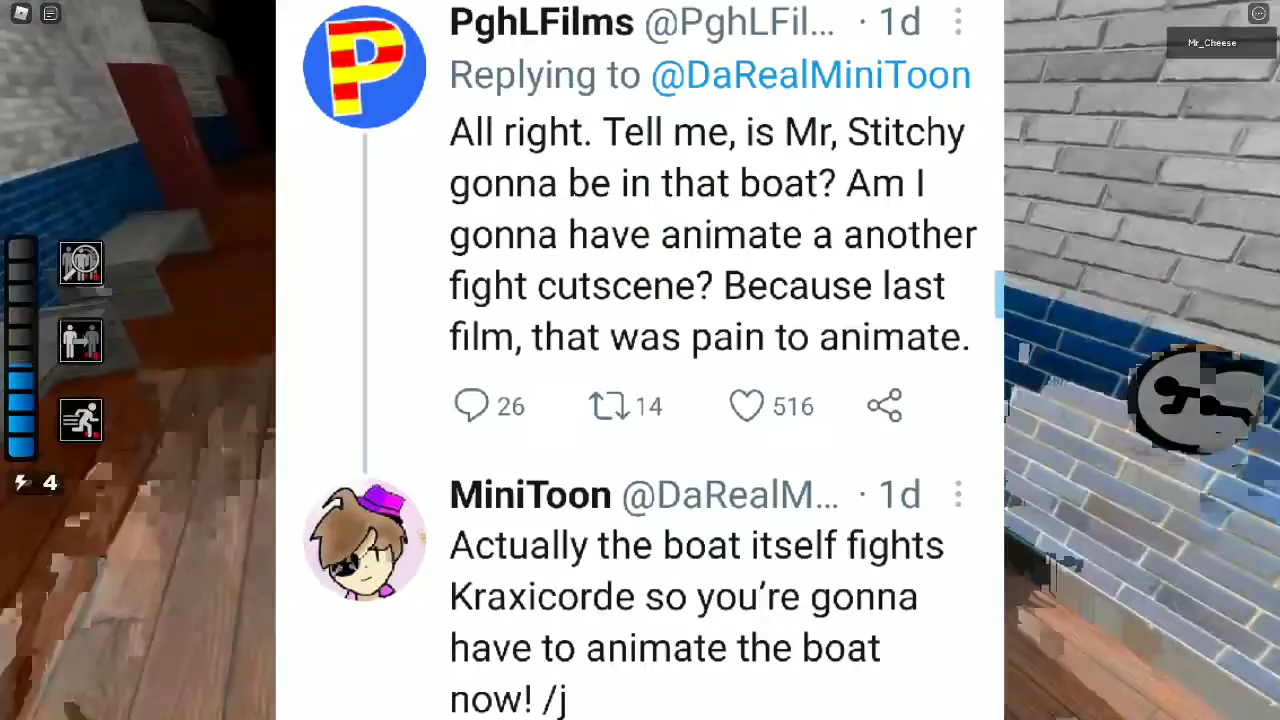 PghLFilms @PghLFil... · 1d
Replying to @DaRealMiniToon
All right. Tell me, is Mr, Stitchy
gonna be in that boat? Am I
gonna have animate a another
fight cutscene? Because last
film, that was pain to animate.
26 14 516
MiniToon @DaRealM... · 1d
Actually the boat itself fights
Kraxicorde so you’re gonna
have to animate the boat
now! /j
Mr_Cheese
4
P